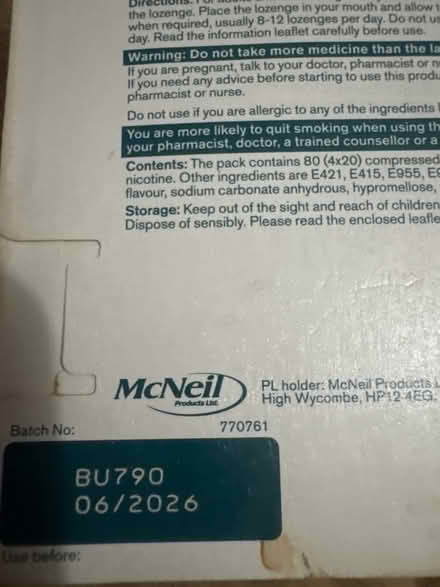 the lozenge. Place the lozenge in your mouth and allow
when required, usually 8-12 lozenges per day. Do not
day. Read the information leaflet carefully before use.
Warning: Do not take more medicine than the
If you are pregnant, talk to your doctor, pharmacist or
If you need any advice before starting to use this
pharmacist or nurse.
Do not use if you are allergic to any of the ingredients
You are more likely to quit smoking when using
your pharmacist, doctor, a trained counsellor or a
Contents: The pack contains 80 (4x20) compressed
nicotine. Other ingredients are E421, E415, E955,
flavour, sodium carbonate anhydrous, hypromellose,
Storage: Keep out of the sight and reach of children
Dispose of sensibly. Please read the enclosed
McNeil
Products Ltd.
PL holder: McNeil Products
High Wycombe, HP12 4EG,
Batch No:
770761
BU790
06/2026
Use before: